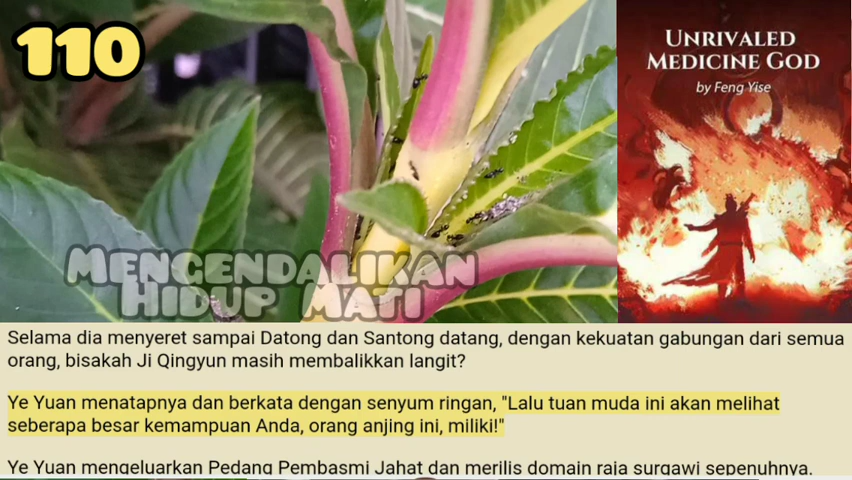 110
UNRIVALED
MEDICINE GOD
by Feng Yise
MENGENDALIKAN
HIDUP MATI
Selama dia menyeret sampai Datong dan Santong datang, dengan kekuatan gabungan dari semua
orang, bisakah Ji Qingyun masih membalikkan langit?
Ye Yuan menatapnya dan berkata dengan senyum ringan, "Lalu tuan muda ini akan melihat
seberapa besar kemampuan Anda, orang anjing ini, miliki!"
Ye Yuan mengeluarkan Pedang Pembasmi Jahat dan merilis domain raja surgawi sepenuhnya.